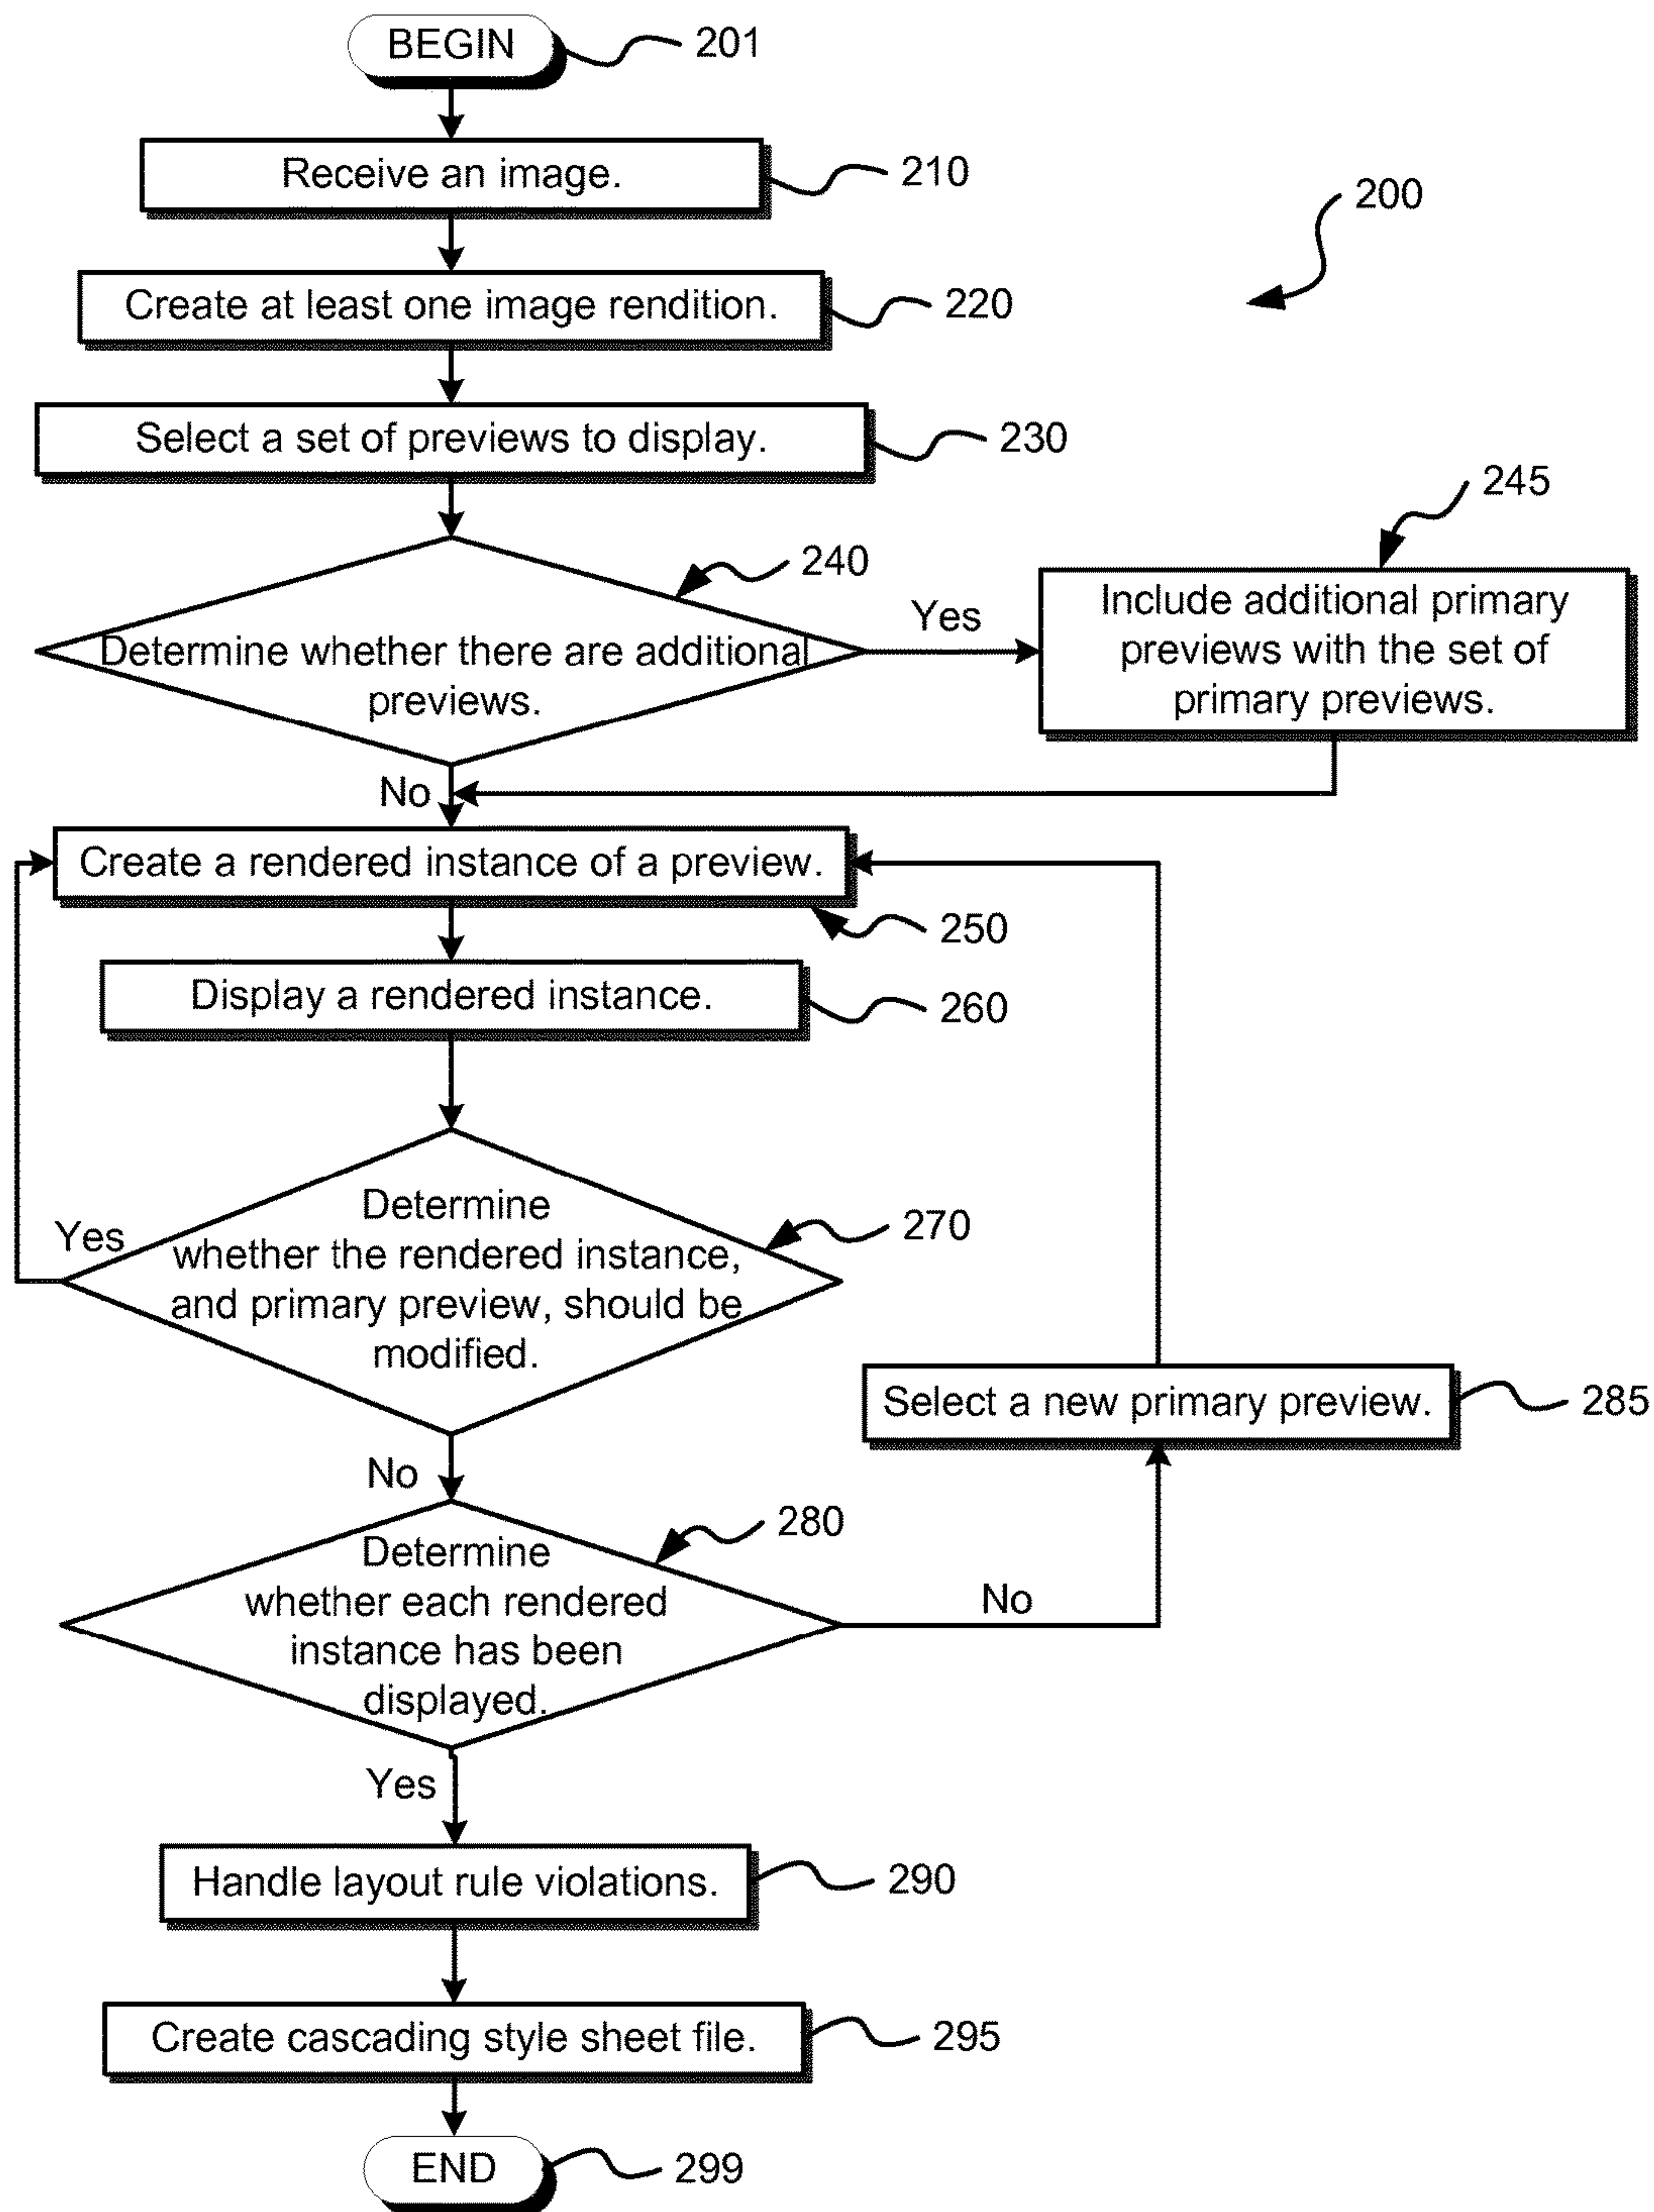 BEGIN
201
Receive an image.
210
200
Create at least one image rendition.
220
Select a set of previews to display.
230
245
240
Determine whether there are additional
previews.
Yes
Include additional primary
previews with the set of
primary previews.
No
Create a rendered instance of a preview.
250
Display a rendered instance.
260
Determine
whether the rendered instance,
and primary preview, should be
modified.
270
Yes
Select a new primary preview.
285
No
280
Determine
whether each rendered
instance has been
displayed.
No
Yes
Handle layout rule violations.
290
Create cascading style sheet file.
295
END
299